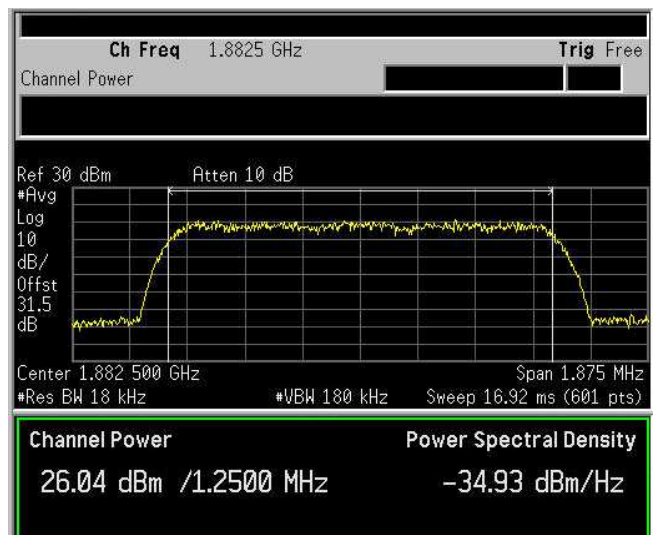 Ch Freq 1.8825 GHz Trig Free
Channel Power
Ref 30 dBm Atten 10 dB
#Avg
Log
10
dB/
Offst
31.5
dB
Center 1.882 500 GHz Span 1.875 MHz
#Res BW 18 kHz #VBW 180 kHz Sweep 16.92 ms (601 pts)
Channel Power Power Spectral Density
26.04 dBm /1.2500 MHz -34.93 dBm/Hz